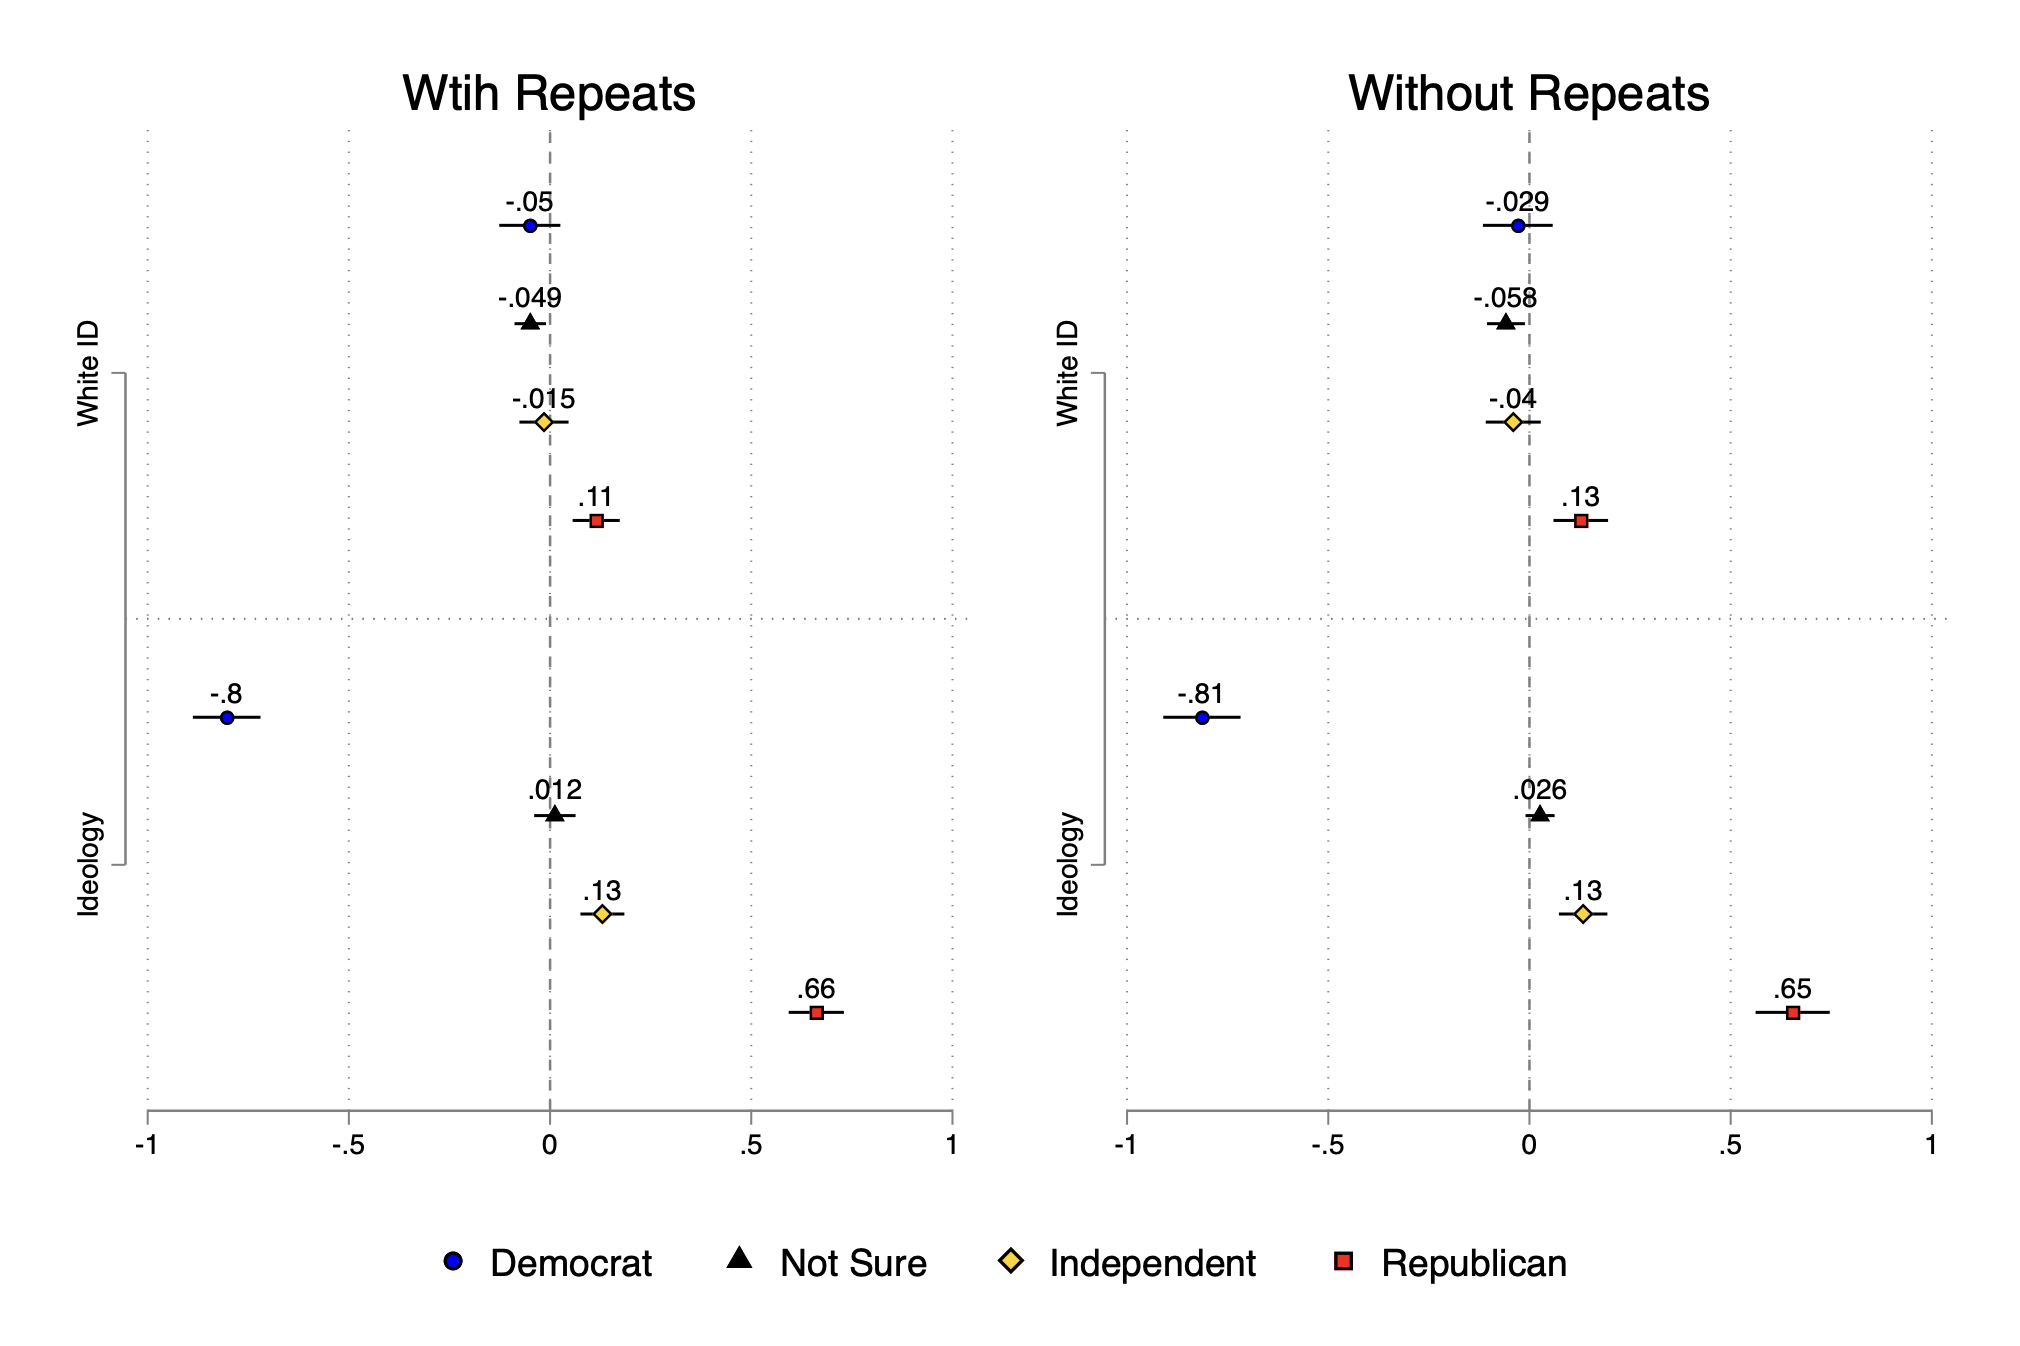 Wtih Repeats
White ID
Ideology
-.05
-.049
-.015
.11
-.8
.012
.13
.66
-1 -.5 0 .5 1
Without Repeats
White ID
Ideology
-.029
-.058
-.04
.13
-.81
.026
.13
.65
-1 -.5 0 .5 1
Democrat Not Sure Independent Republican